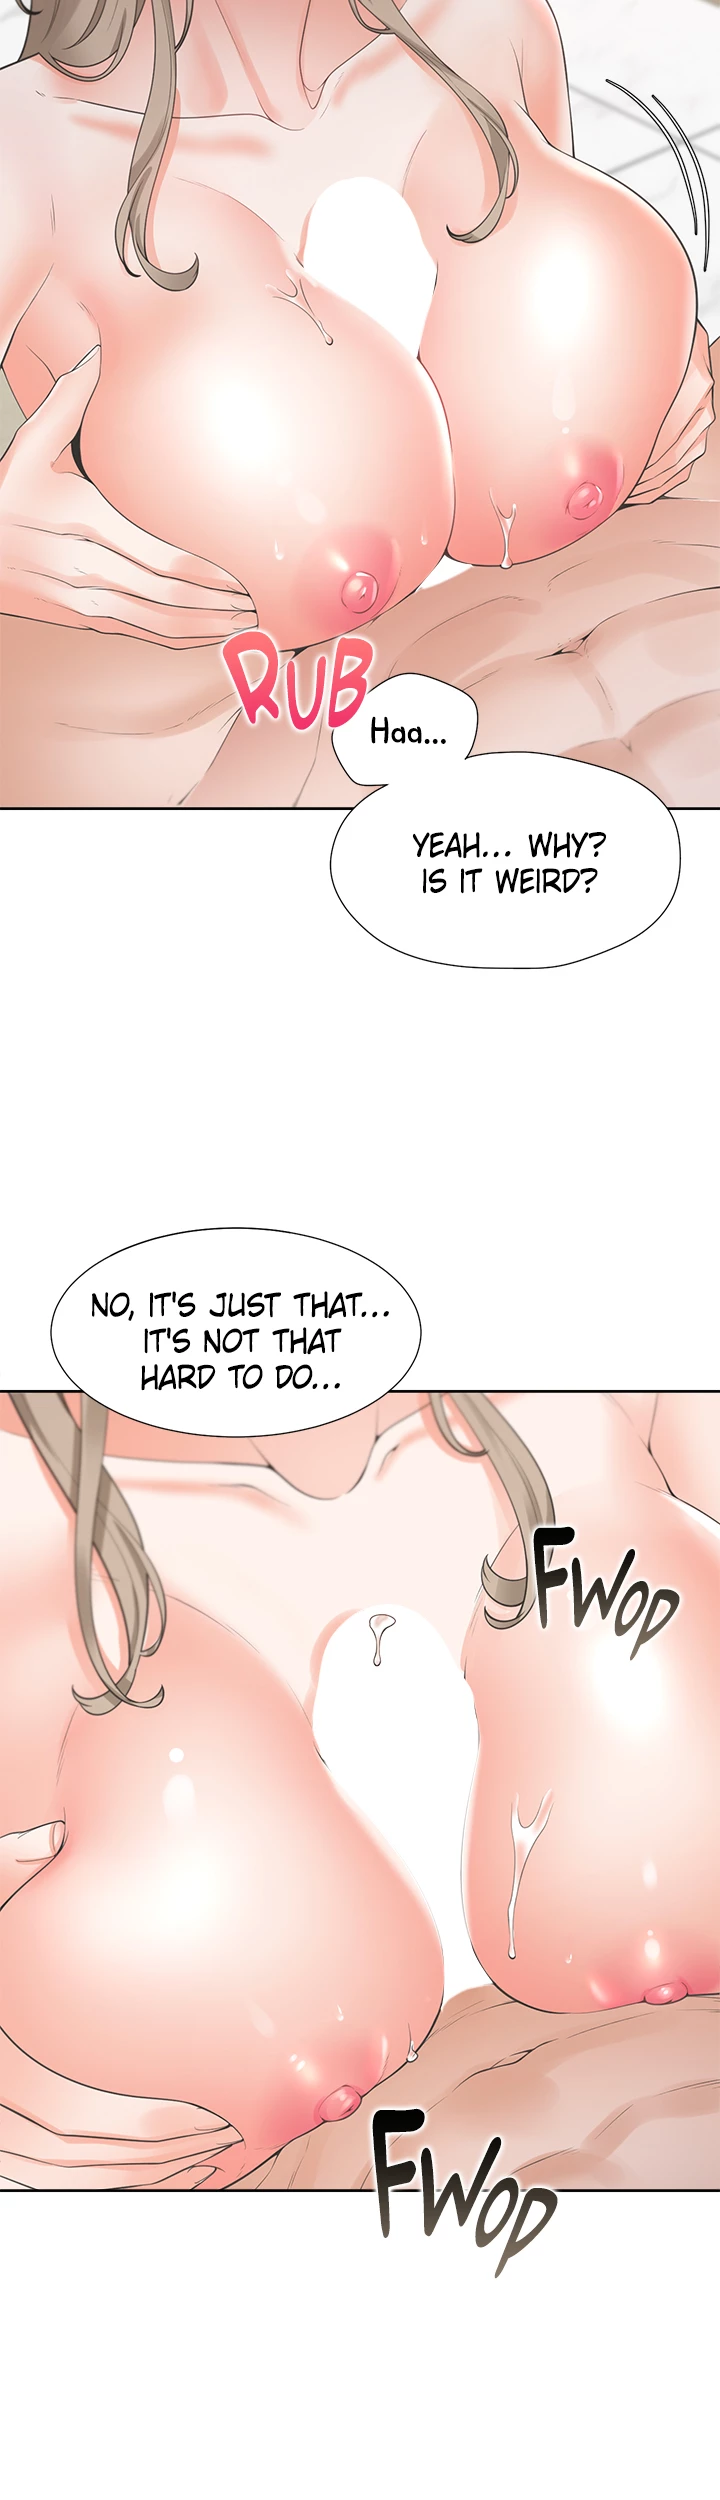 RUB
Haa...
YEAH... WHY?
IS IT WEIRD?
NO, IT'S JUST THAT...
IT'S NOT THAT
HARD TO DO...
FWOP
FWOP